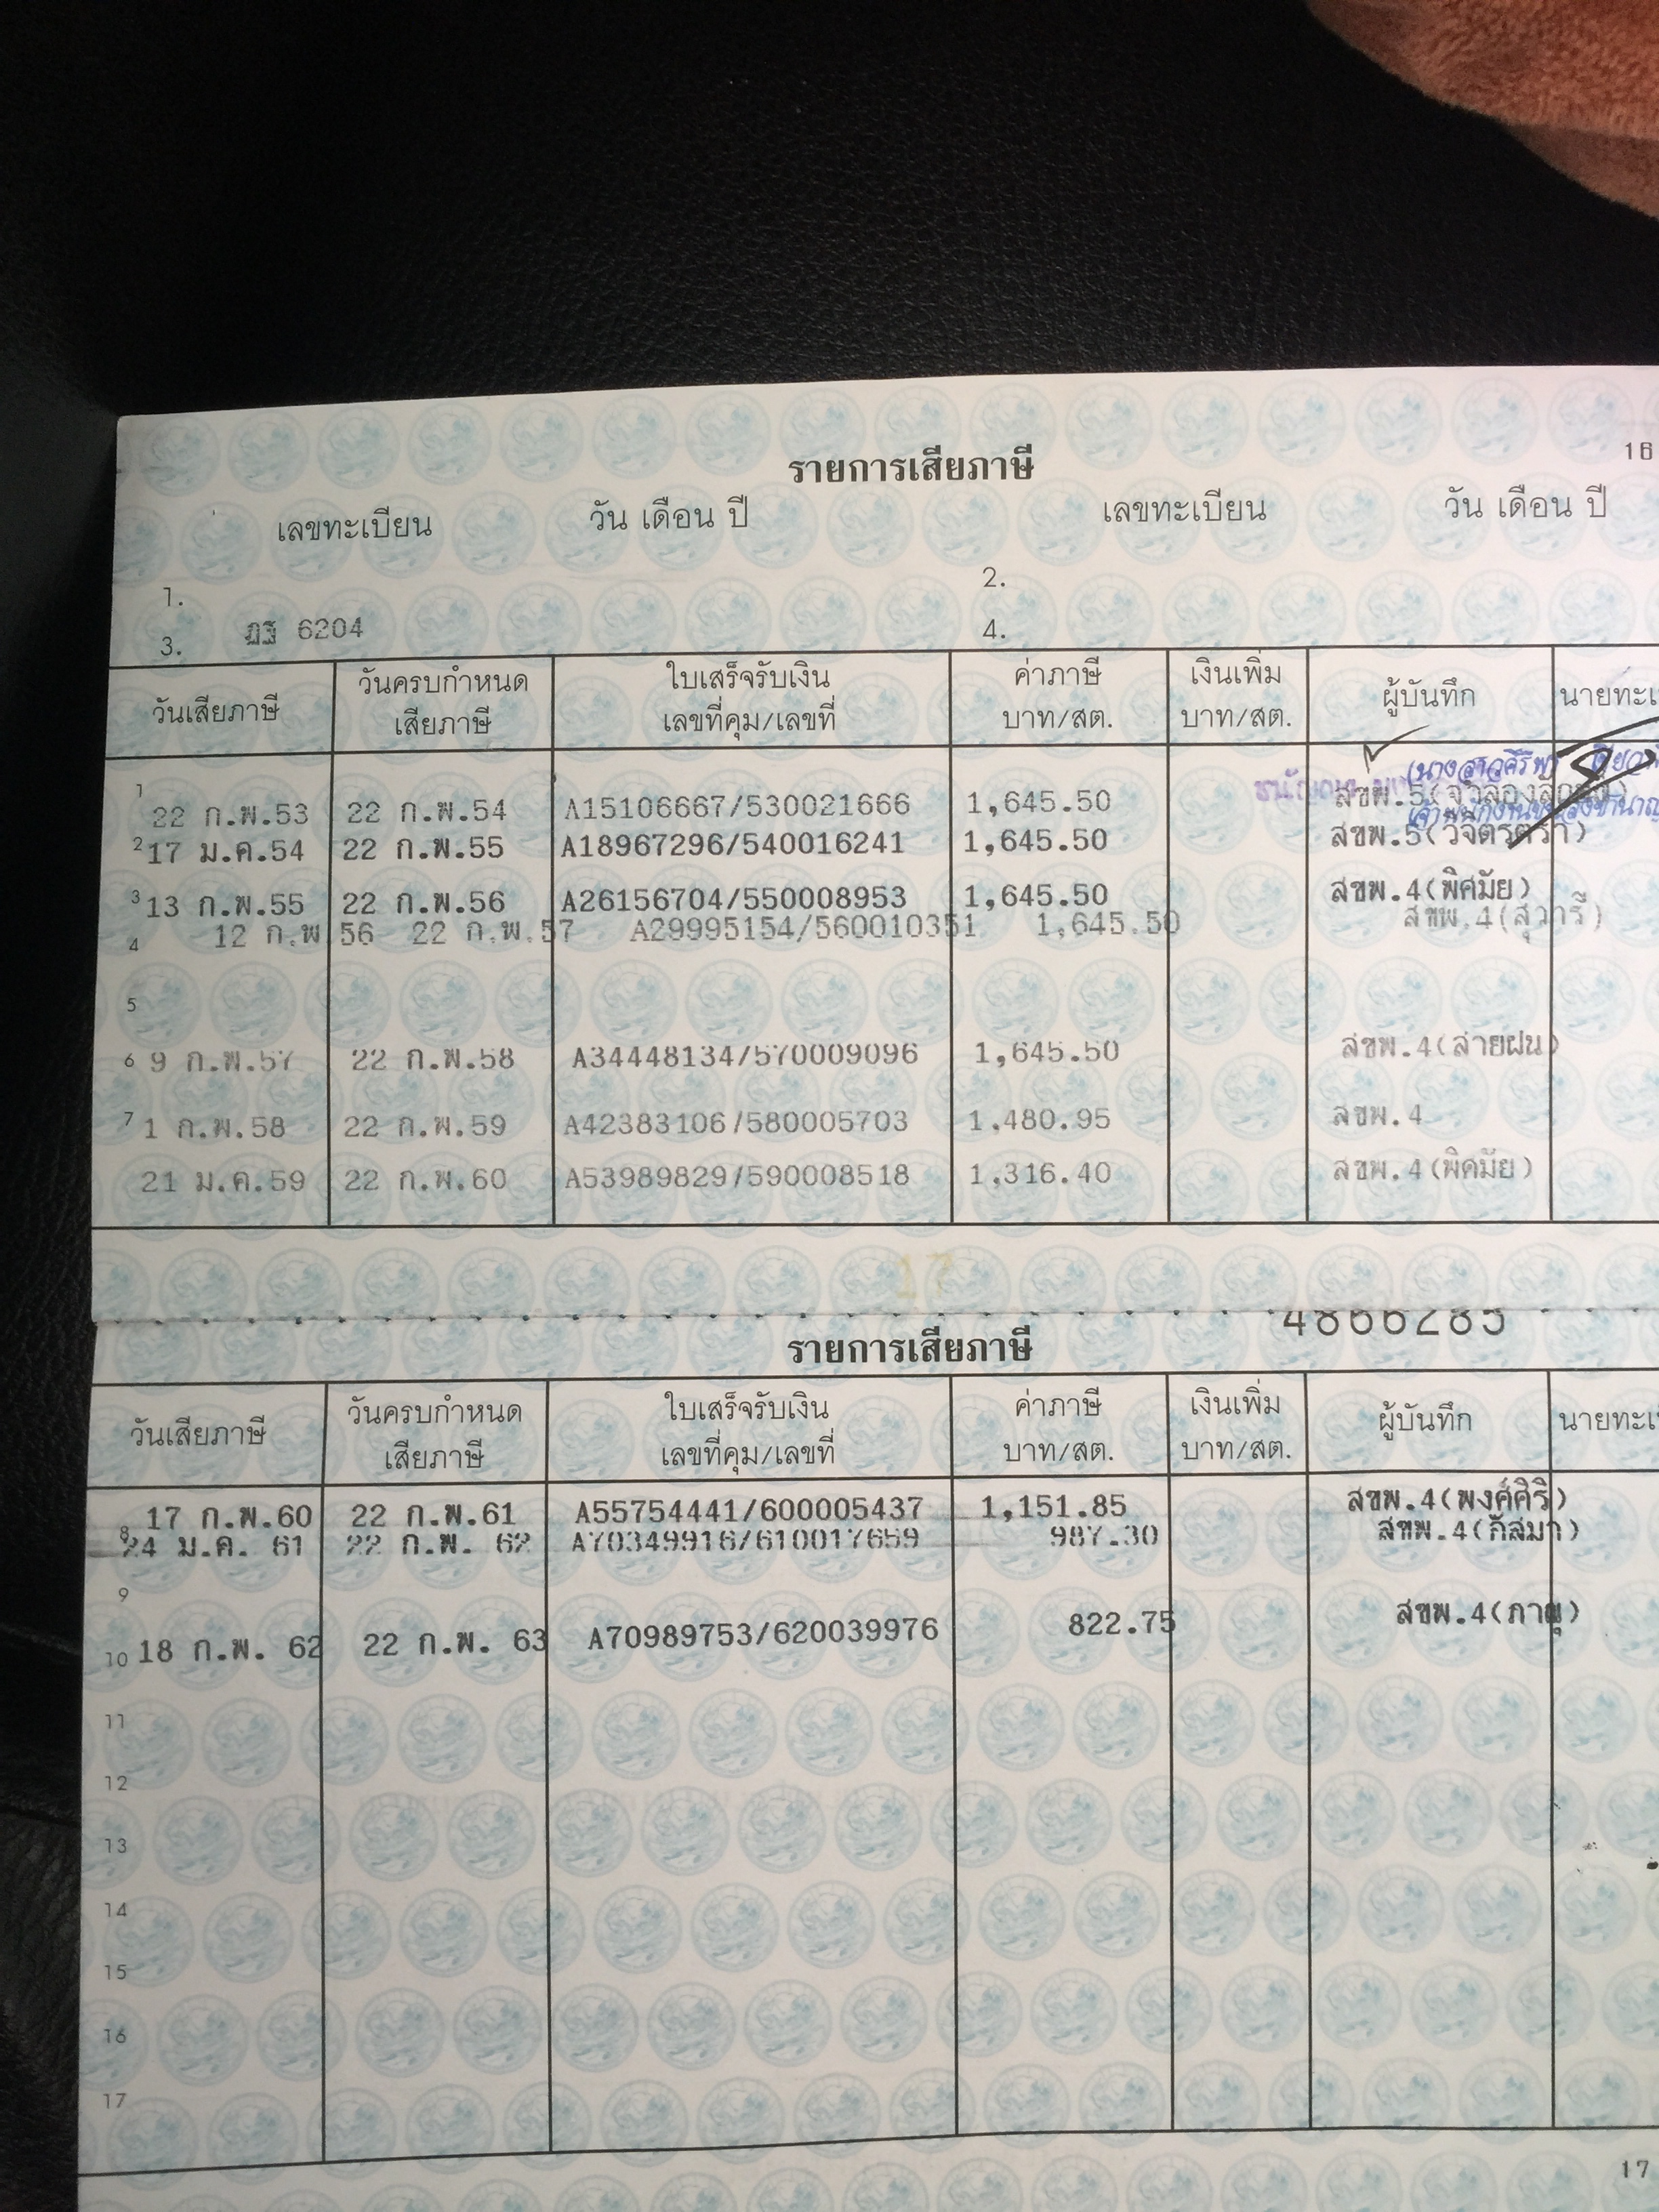 รายการเสียภาษี 16
เลขทะเบียน วัน เดือน ปี เลขทะเบียน วัน เดือน ปี
1. 2.
3. ฎฐ 6204 4.
วันเสียภาษี วันครบกำหนด ใบเสร็จรับเงิน ค่าภาษี เงินเพิ่ม ผู้บันทึก นายทะเ
เสียภาษี เลขที่คุม/เลขที่ บาท/สต. บาท/สต.
1 22 ก.พ.53 22 ก.พ.54 A15106667/530021666 1,645.50 สขพ.5
2 17 ม.ค.54 22 ก.พ.55 A18967296/540016241 1,645.50 สขพ.5(วิจิตรตรา)
3 13 ก.พ.55 22 ก.พ.56 A26156704/550008953 1,645.50 สขพ.4(พิศมัย)
4 12 ก.พ.56 22 ก.พ.57 A29995154/560010351 1,645.50 สขพ.4(สุวารี)
5
6 9 ก.พ.57 22 ก.พ.58 A34448134/570009096 1,645.50 สขพ.4(สายฝน)
7 1 ก.พ.58 22 ก.พ.59 A42383106/580005703 1,480.95 สขพ.4
21 ม.ค.59 22 ก.พ.60 A53989829/590008518 1,316.40 สขพ.4(พิศมัย)
17
4866285
รายการเสียภาษี
วันเสียภาษี วันครบกำหนด ใบเสร็จรับเงิน ค่าภาษี เงินเพิ่ม ผู้บันทึก นายทะเ
เสียภาษี เลขที่คุม/เลขที่ บาท/สต. บาท/สต.
17 ก.พ.60 22 ก.พ.61 A55754441/600005437 1,151.85 สขพ.4(พงศ์ศิริ)
8 24 ม.ค. 61 22 ก.พ. 62 A70349916/610017659 987.30 สขพ.4(กัสมา)
9
10 18 ก.พ. 62 22 ก.พ. 63 A70989753/620039976 822.75 สขพ.4(ภายุ)
11
12
13
14
15
16
17
17